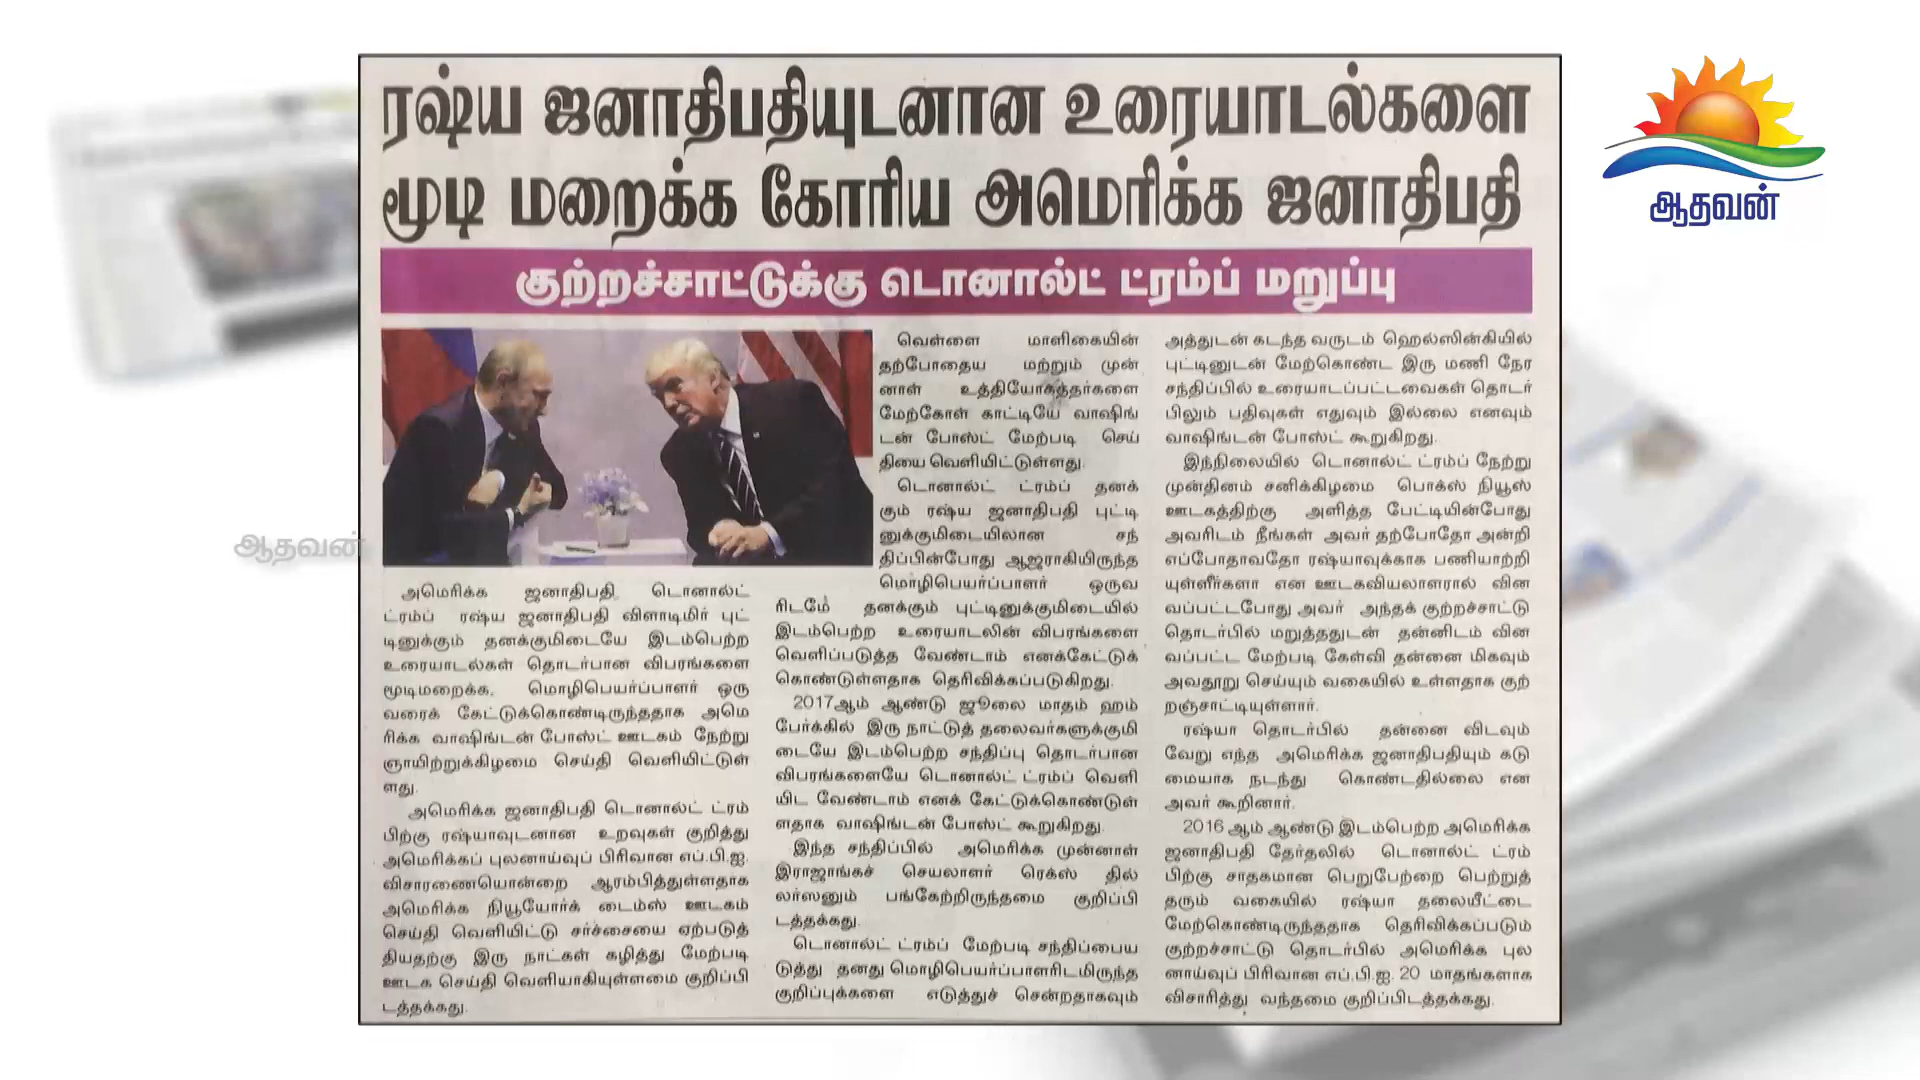 ரஷ்ய ஜனாதிபதியுடனான உரையாடல்களை
மூடி மறைக்க கோரிய அமெரிக்க ஜனாதிபதி
குற்றச்சாட்டுக்கு டொனால்ட் ட்ரம்ப் மறுப்பு
ஆதவன்
ஆதவன்
அமெரிக்க ஜனாதிபதி டொனால்ட்
ட்ரம்ப் ரஷ்ய ஜனாதிபதி விளாடிமிர் புட்
டினுக்கும் தனக்குமிடையே இடம்பெற்ற
உரையாடல்கள் தொடர்பான விபரங்களை
மூடிமறைக்க, மொழிபெயர்ப்பாளர் ஒரு
வரைக் கேட்டுக்கொண்டிருந்ததாக அமெ
ரிக்க வாஷிங்டன் போஸ்ட் ஊடகம் நேற்று
ஞாயிற்றுக்கிழமை செய்தி வெளியிட்டுள்
ளது.
அமெரிக்க ஜனாதிபதி டொனால்ட் ட்ரம்
பிற்கு ரஷ்யாவுடனான உறவுகள் குறித்து
அமெரிக்கப் புலனாய்வுப் பிரிவான எப்.பி.ஐ.
விசாரணையொன்றை ஆரம்பித்துள்ளதாக
அமெரிக்க நியூயோர்க் டைம்ஸ் ஊடகம்
செய்தி வெளியிட்டு சர்ச்சையை ஏற்படுத்
தியதற்கு இரு நாட்கள் கழித்து மேற்படி
ஊடக செய்தி வெளியாகியுள்ளமை குறிப்பி
டத்தக்கது.
வெள்ளை மாளிகையின்
தற்போதைய மற்றும் முன்
னாள் உத்தியோகத்தர்களை
மேற்கோள் காட்டியே வாஷிங்
டன் போஸ்ட் மேற்படி செய்
தியை வெளியிட்டுள்ளது.
டொனால்ட் ட்ரம்ப் தனக்
கும் ரஷ்ய ஜனாதிபதி புட்டி
னுக்குமிடையிலான சந்
திப்பின்போது ஆஜராகியிருந்த
மொழிபெயர்ப்பாளர் ஒருவ
ரிடமே தனக்கும் புட்டினுக்குமிடையில்
இடம்பெற்ற உரையாடலின் விபரங்களை
வெளிப்படுத்த வேண்டாம் எனக்கேட்டுக்
கொண்டுள்ளதாக தெரிவிக்கப்படுகிறது.
2017ஆம் ஆண்டு ஜூலை மாதம் ஹம்
பேர்க்கில் இரு நாட்டுத் தலைவர்களுக்குமி
டையே இடம்பெற்ற சந்திப்பு தொடர்பான
விபரங்களையே டொனால்ட் ட்ரம்ப் வெளி
யிட வேண்டாம் எனக் கேட்டுக்கொண்டுள்
ளதாக வாஷிங்டன் போஸ்ட் கூறுகிறது.
இந்த சந்திப்பில் அமெரிக்க முன்னாள்
இராஜாங்கச் செயலாளர் ரெக்ஸ் தில்
லர்ஸனும் பங்கேற்றிருந்தமை குறிப்பி
டத்தக்கது.
டொனால்ட் ட்ரம்ப் மேற்படி சந்திப்பைய
டுத்து தனது மொழிபெயர்ப்பாளரிடமிருந்த
குறிப்புக்களை எடுத்துச் சென்றதாகவும்
அத்துடன் கடந்த வருடம் ஹெல்ஸின்கியில்
புட்டினுடன் மேற்கொண்ட இரு மணி நேர
சந்திப்பில் உரையாடப்பட்டவைகள் தொடர்
பிலும் பதிவுகள் எதுவும் இல்லை எனவும்
வாஷிங்டன் போஸ்ட் கூறுகிறது.
இந்நிலையில் டொனால்ட் ட்ரம்ப் நேற்று
முன்தினம் சனிக்கிழமை பொக்ஸ் நியூஸ்
ஊடகத்திற்கு அளித்த பேட்டியின்போது
அவரிடம் நீங்கள் அவர் தற்போதோ அன்றி
எப்போதாவதோ ரஷ்யாவுக்காக பணியாற்றி
யுள்ளீர்களா என ஊடகவியலாளரால் வின
வப்பட்டபோது அவர் அந்தக் குற்றச்சாட்டு
தொடர்பில் மறுத்ததுடன் தன்னிடம் வின
வப்பட்ட மேற்படி கேள்வி தன்னை மிகவும்
அவதூறு செய்யும் வகையில் உள்ளதாக குற்
றஞ்சாட்டியுள்ளார்.
ரஷ்யா தொடர்பில் தன்னை விடவும்
வேறு எந்த அமெரிக்க ஜனாதிபதியும் கடு
மையாக நடந்து கொண்டதில்லை என
அவர் கூறினார்.
2016 ஆம் ஆண்டு இடம்பெற்ற அமெரிக்க
ஜனாதிபதி தேர்தலில் டொனால்ட் ட்ரம்
பிற்கு சாதகமான பெறுபேற்றை பெற்றுத்
தரும் வகையில் ரஷ்யா தலையீட்டை
மேற்கொண்டிருந்ததாக தெரிவிக்கப்படும்
குற்றச்சாட்டு தொடர்பில் அமெரிக்க புல
னாய்வுப் பிரிவான எப்.பி.ஐ. 20 மாதங்களாக
விசாரித்து வந்தமை குறிப்பிடத்தக்கது.